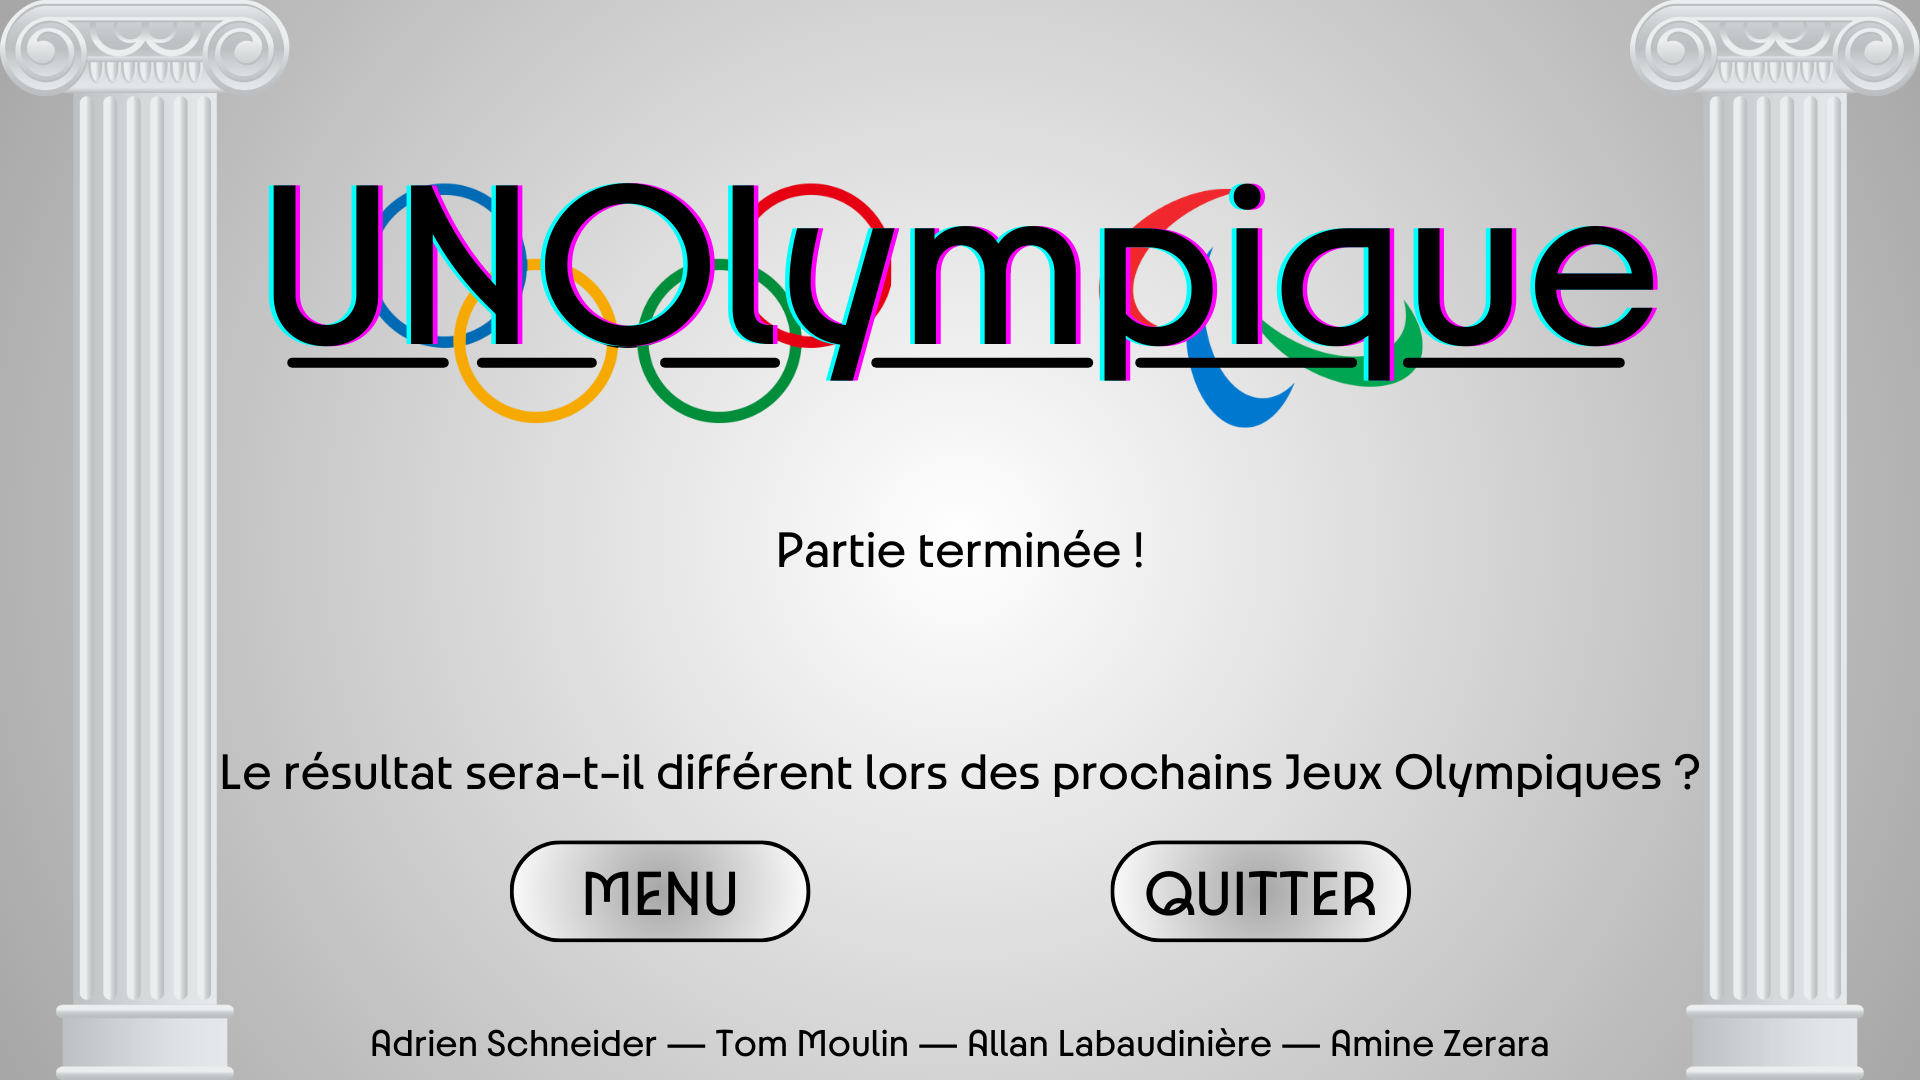 UNOlympique
Partie terminée !
Le résultat sera-t-il différent lors des prochains Jeux Olympiques ?
MENU
QUITTER
Adrien Schneider — Tom Moulin — Allan Labaudinière — Amine Zerara